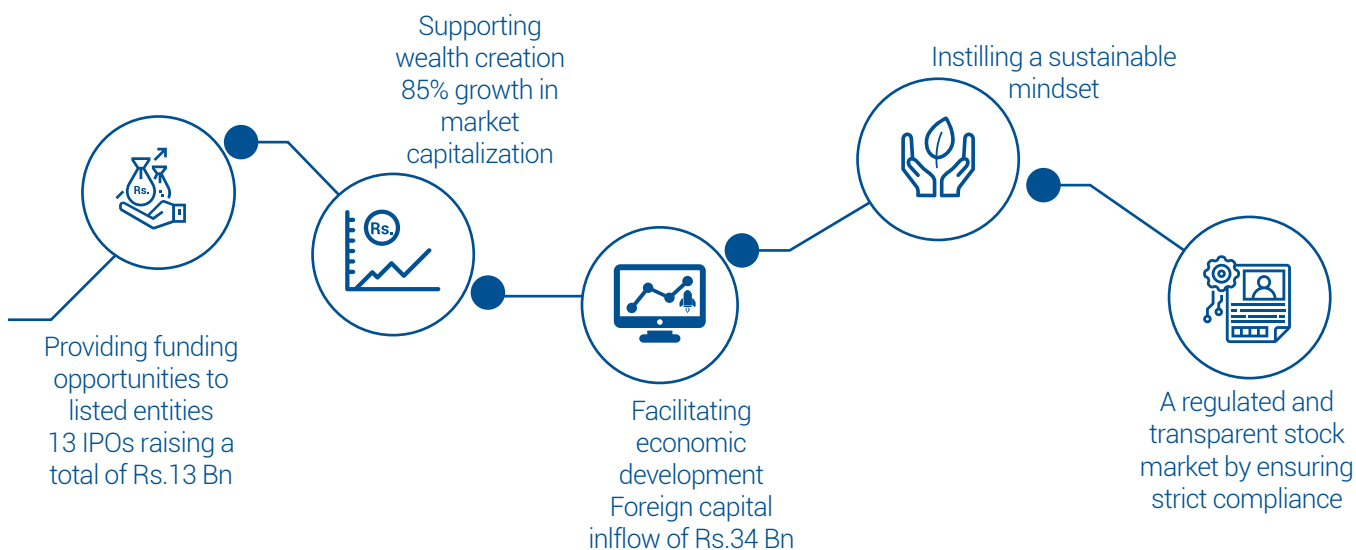 Providing funding
opportunities to
listed entities
13 IPOs raising a
total of Rs.13 Bn
Rs.
Supporting
wealth creation
85% growth in
market
capitalization
Rs.
Facilitating
economic
development
Foreign capital
inlflow of Rs.34 Bn
Instilling a sustainable
mindset
A regulated and
transparent stock
market by ensuring
strict compliance